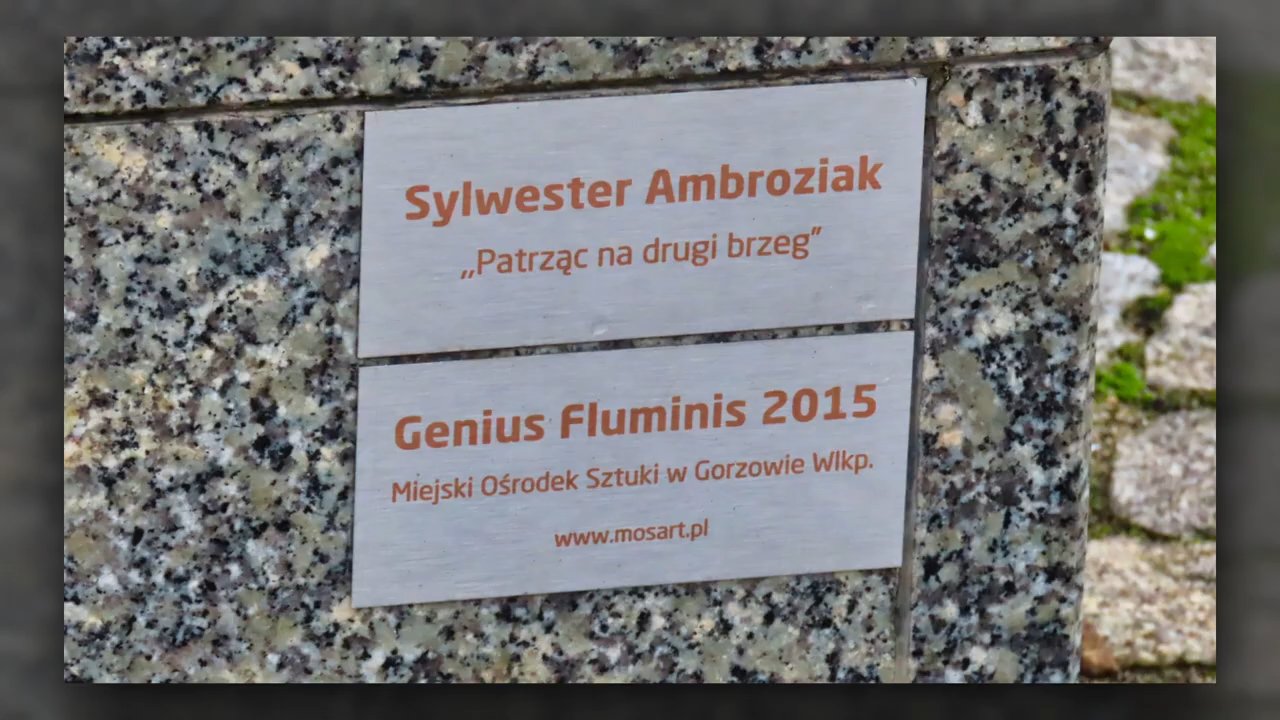 Sylwester Ambroziak
„Patrząc na drugi brzeg”
Genius Fluminis 2015
Miejski Ośrodek Sztuki w Gorzowie Wlkp.
www.mosart.pl